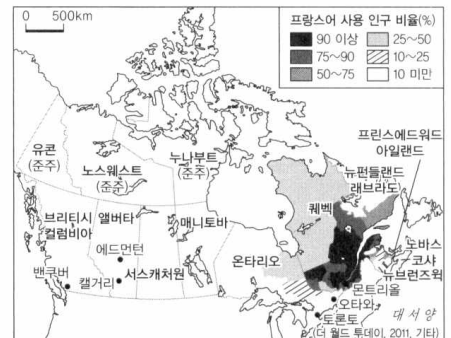 0 500km
프랑스어 사용 인구 비율(%)
90 이상 25~50
75~90 10~25
50~75 10 미만
프린스에드워드
아일랜드
유콘
(준주)
노스웨스트
(준주)
누나부트
(준주)
뉴펀들랜드
래브라도
퀘벡
브리티시
컬럼비아
앨버타
매니토바
에드먼턴
서스캐처원
온타리오
노바스
코샤
뉴브런즈윅
밴쿠버
캘거리
몬트리올
오타와
토론토
대서양
(더 월드 투데이, 2011, 기타)